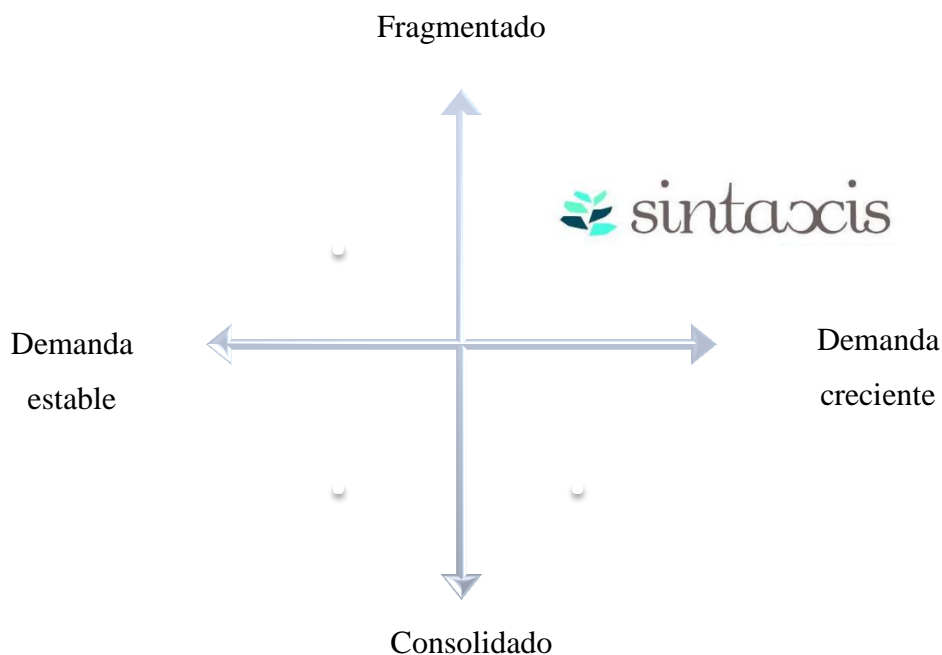 Fragmentado
sintaxis
Demanda
estable
Demanda
creciente
Consolidado